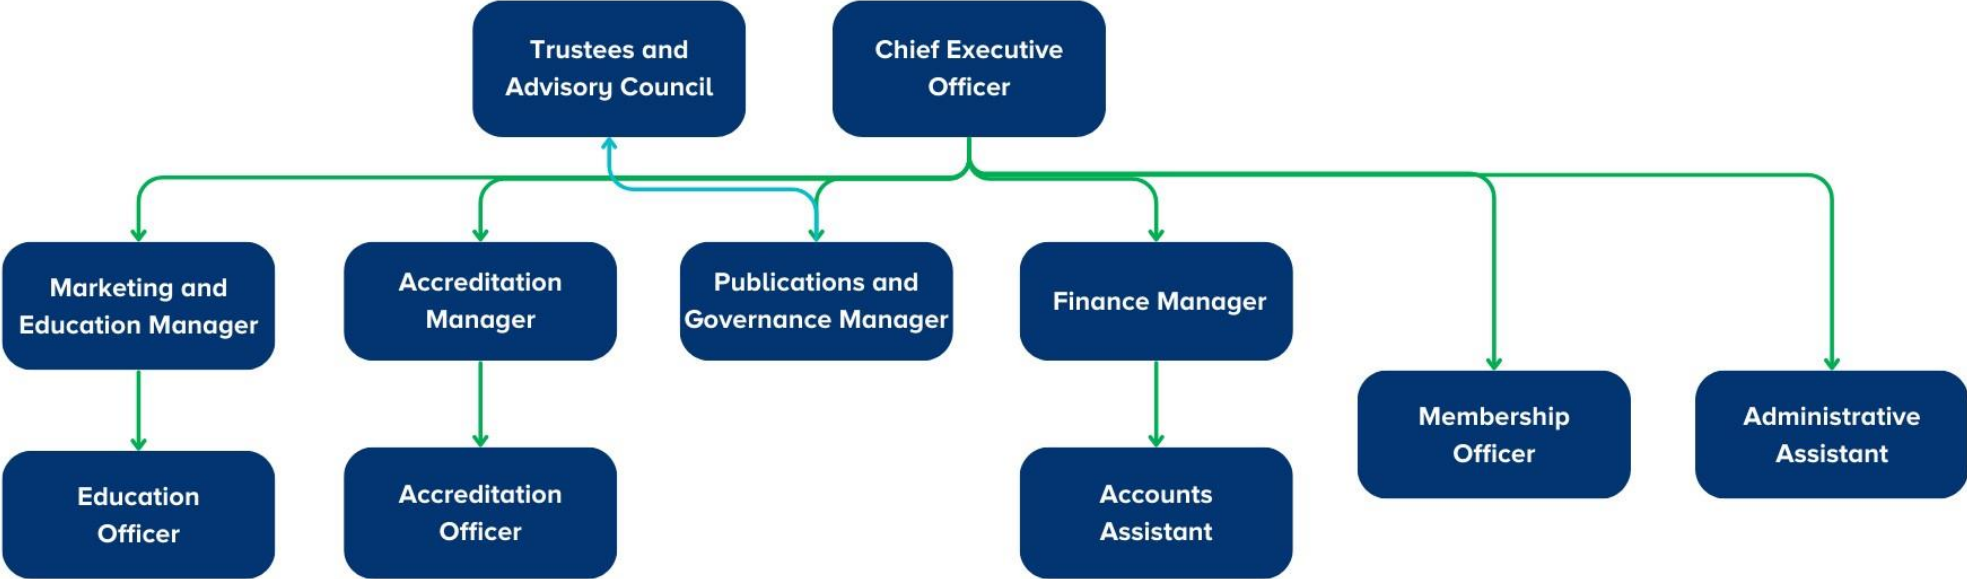 Trustees and
Advisory Council
Chief Executive
Officer
Marketing and
Education Manager
Accreditation
Manager
Publications and
Governance Manager
Finance Manager
Membership
Officer
Administrative
Assistant
Education
Officer
Accreditation
Officer
Accounts
Assistant